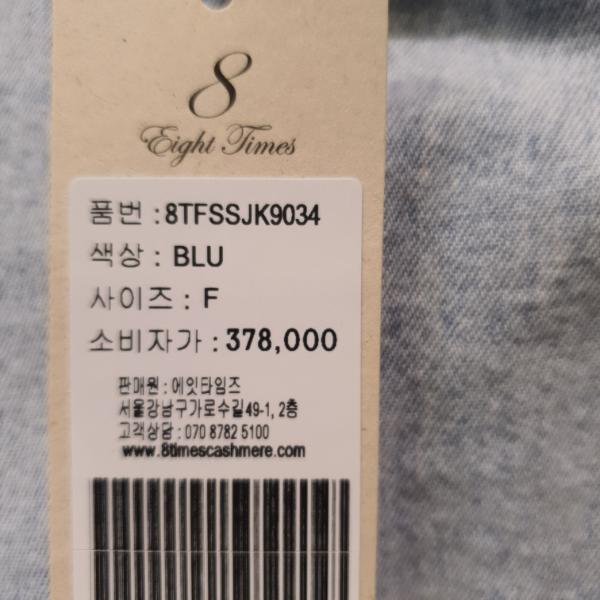 8
Eight Times
품번 : 8TFSSJK9034
색상 : BLU
사이즈 : F
소비자가 : 378,000
판매원 : 에잇타임즈
서울강남구가로수길49-1, 2층
고객상담 : 070 8782 5100
www.8timescashmere.com